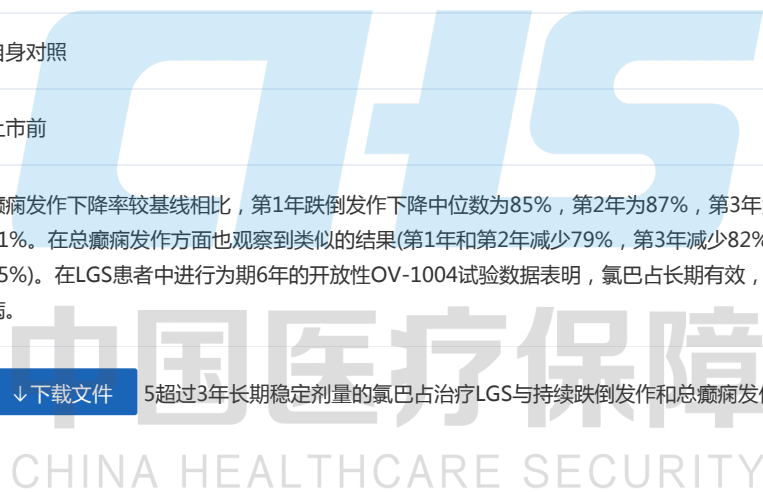 自身对照
上市前
癫痫发作下降率较基线相比，第1年跌倒发作下降中位数为85%，第2年为87%，第3年
1%。在总癫痫发作方面也观察到类似的结果(第1年和第2年减少79%，第3年减少82%
5%)。在LGS患者中进行为期6年的开放性OV-1004试验数据表明，氯巴占长期有效，
。
↓下载文件 5超过3年长期稳定剂量的氯巴占治疗LGS与持续跌倒发作和总癫痫发
CHS
中国医疗保障
CHINA HEALTHCARE SECURITY